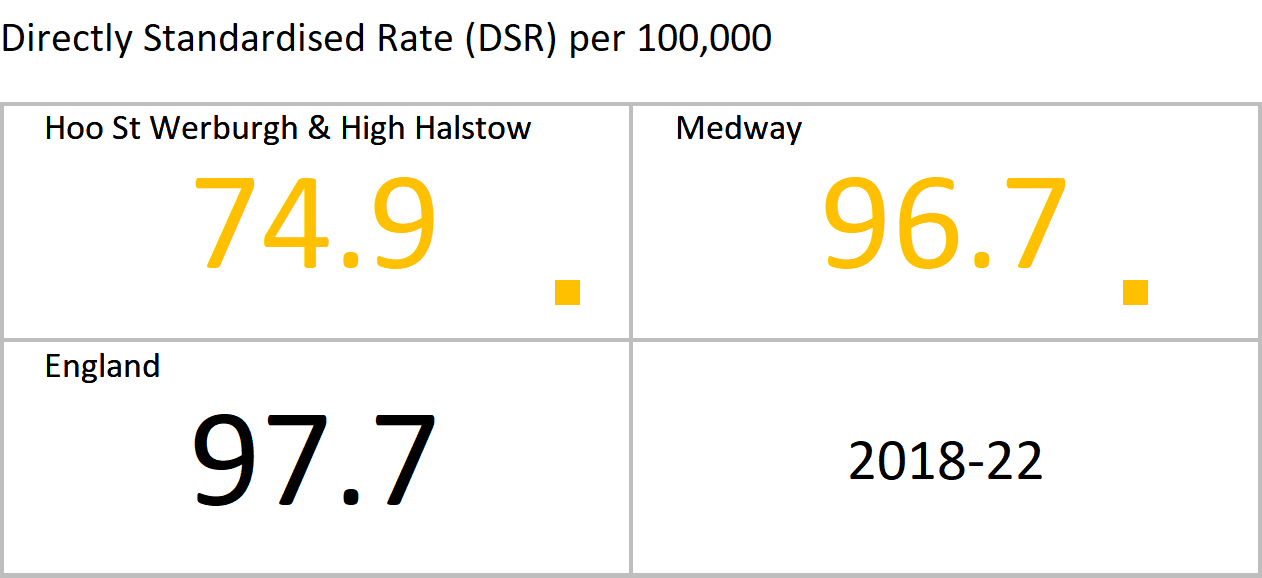 Directly Standardised Rate (DSR) per 100,000
Hoo St Werburgh & High Halstow
74.9
Medway
96.7
England
97.7
2018-22